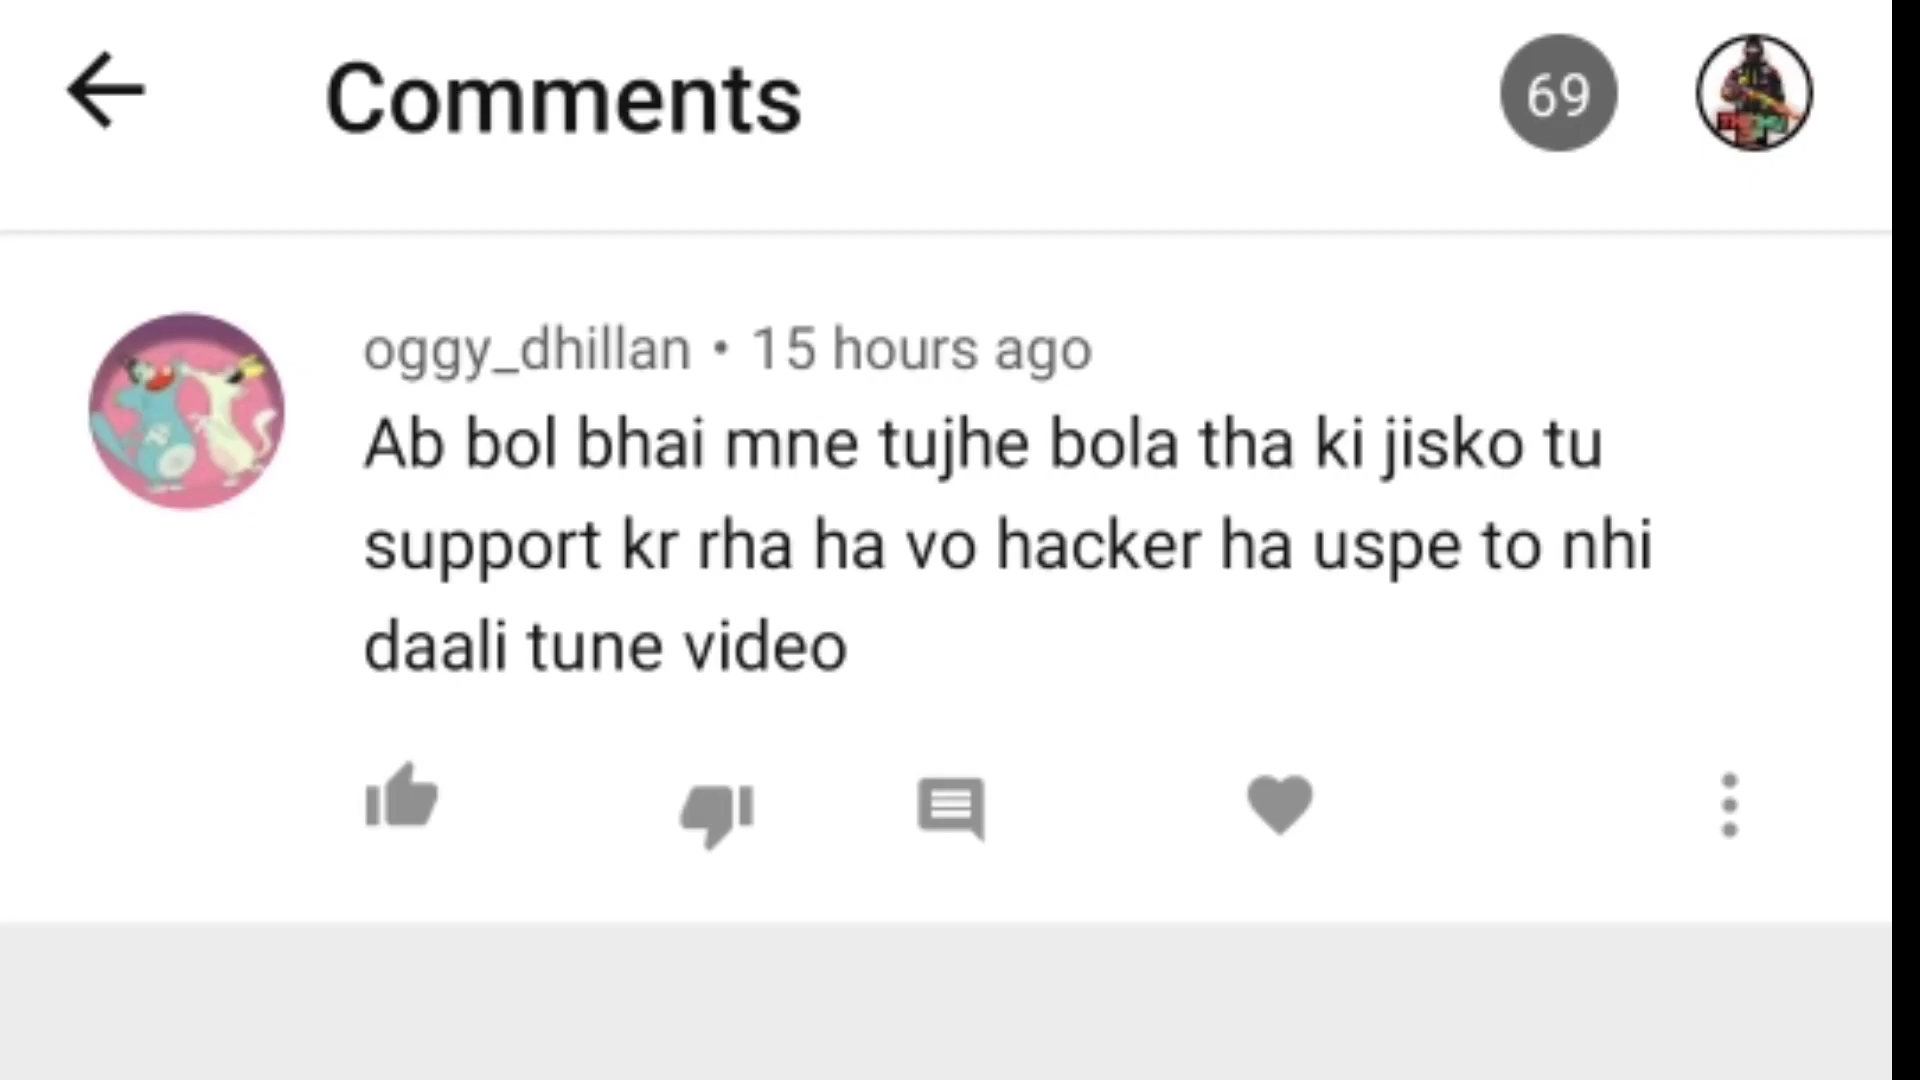 Comments
69
oggy_dhillan • 15 hours ago
Ab bol bhai mne tujhe bola tha ki jisko tu
support kr rha ha vo hacker ha uspe to nhi
daali tune video